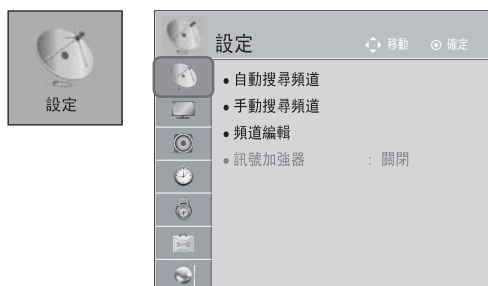 設定
設定 移動 確定
自動搜尋頻道
手動搜尋頻道
頻道編輯
訊號加強器 : 關閉